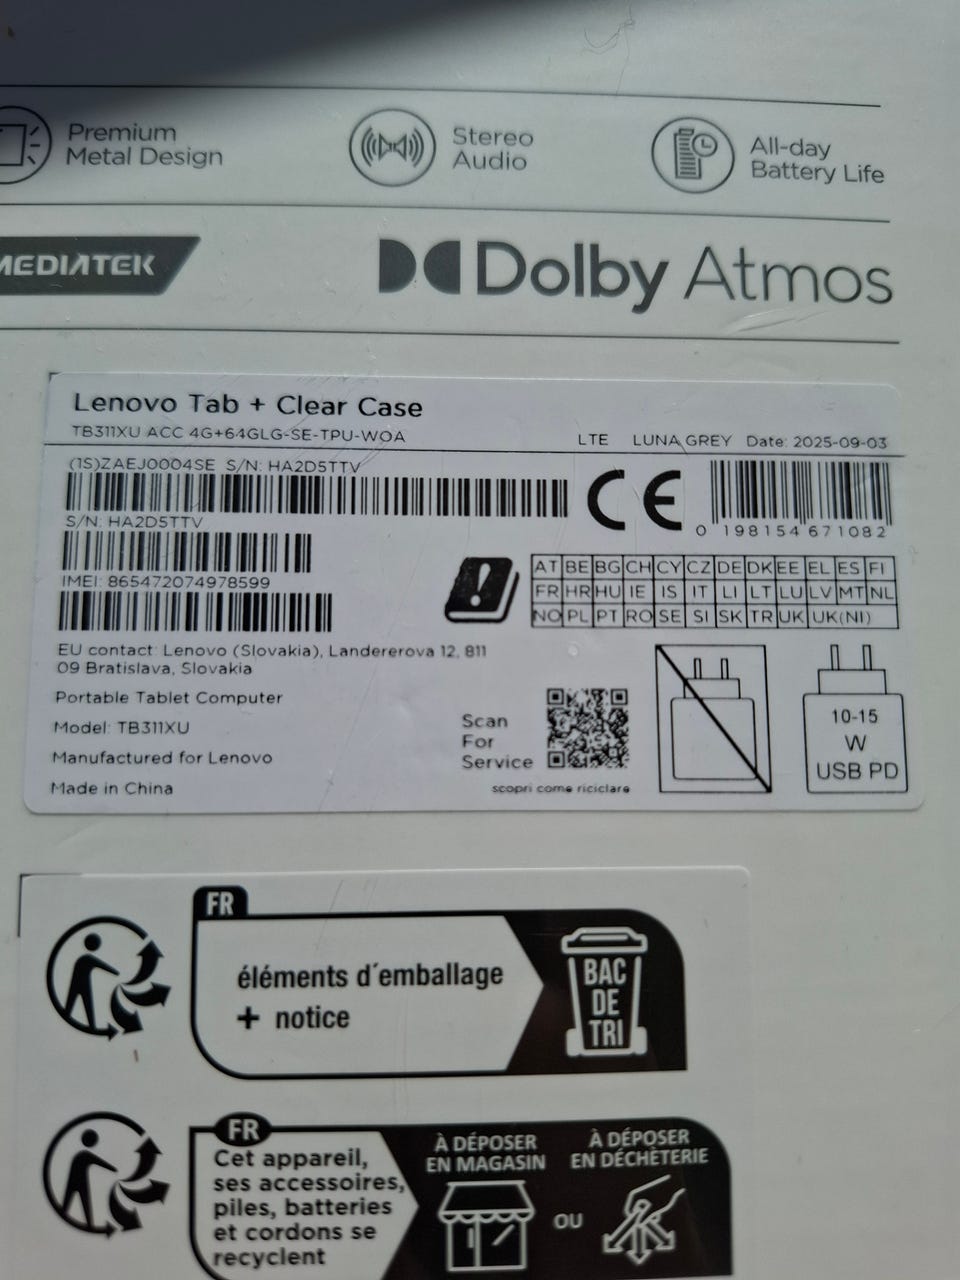 Premium
Metal Design
Stereo
Audio
All-day
Battery Life
MEDIATEK
Dolby Atmos
Lenovo Tab + Clear Case
TB311XU ACC 4G+64GLG-SE-TPU-WOA
LTE LUNA GREY Date: 2025-09-03
(1S)ZAEJ0004SE S/N: HA2D5TTV
S/N: HA2D5TTV
IMEI: 865472074978599
CE
0 198154 671082
AT BE BG CH CY CZ DE DK EE EL ES FI
FR HR HU IE IS IT LI LT LU LV MT NL
NO PL PT RO SE SI SK TR UK UK(NI)
EU contact: Lenovo (Slovakia), Landererova 12, 811
09 Bratislava, Slovakia
Portable Tablet Computer
Model: TB311XU
Manufactured for Lenovo
Made in China
Scan
For
Service
scopri come riciclare
10-15
W
USB PD
FR
éléments d´emballage
+ notice
BAC
DE
TRI
FR
Cet appareil,
ses accessoires,
piles, batteries
et cordons se
recyclent
À DÉPOSER
EN MAGASIN
OU
À DÉPOSER
EN DÉCHÈTERIE